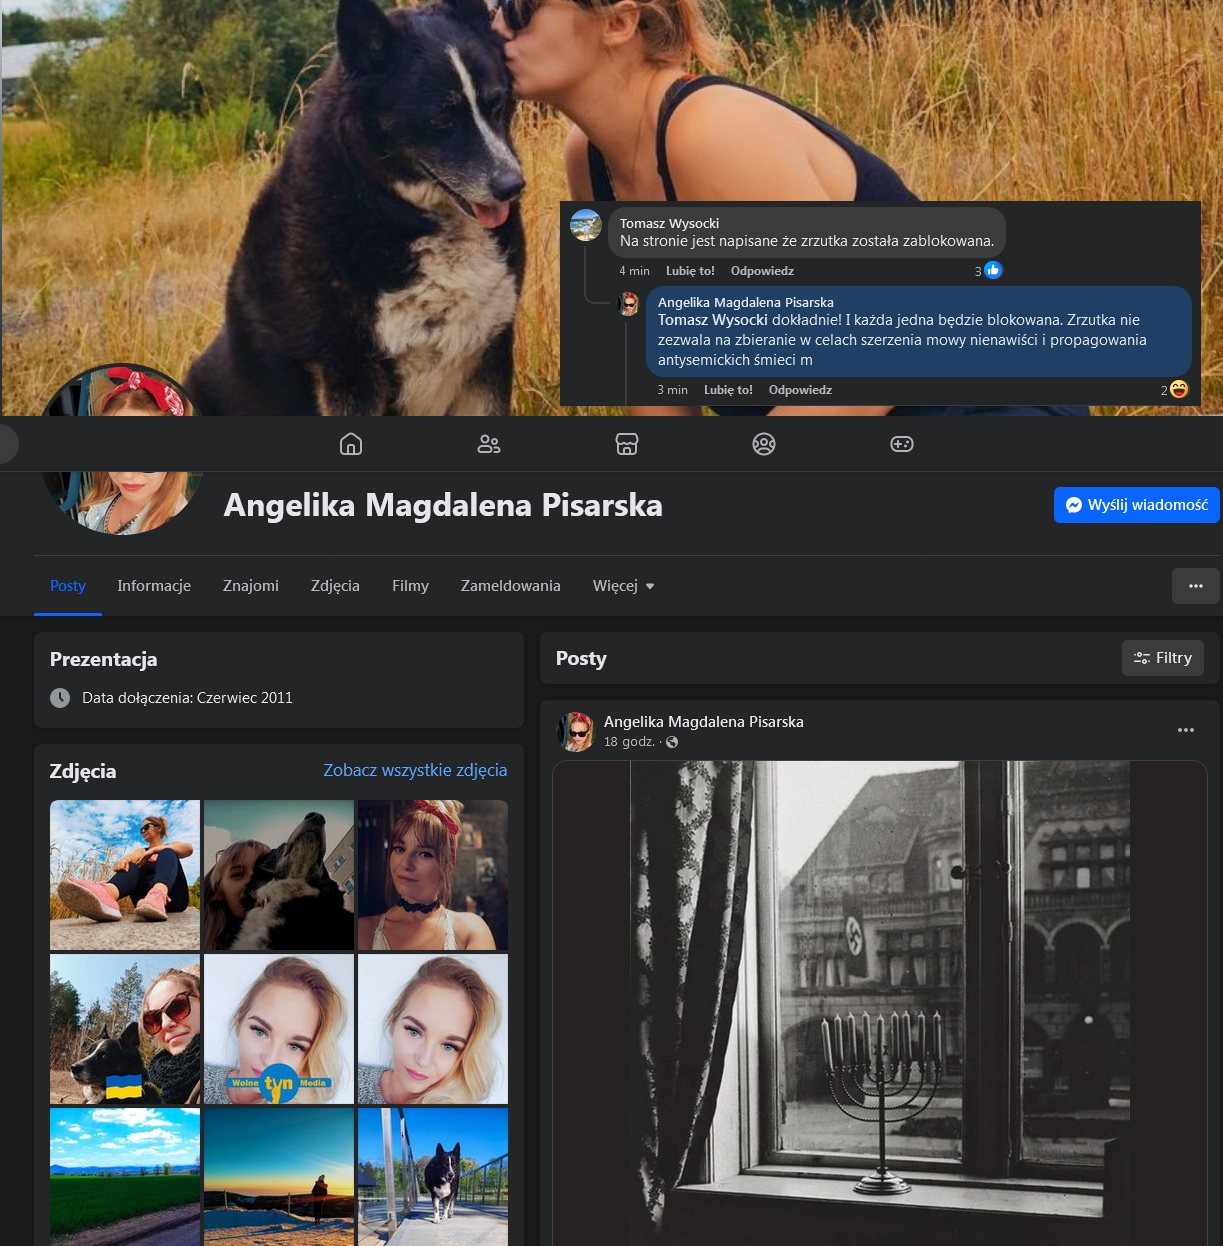 Tomasz Wysocki
Na stronie jest napisane że zrzutka została zablokowana.
4 min Lubię to! Odpowiedz 3
Angelika Magdalena Pisarska
Tomasz Wysocki dokładnie! I każda jedna będzie blokowana. Zrzutka nie
zezwala na zbieranie w celach szerzenia mowy nienawiści i propagowania
antysemickich śmieci m
3 min Lubię to! Odpowiedz 2
Angelika Magdalena Pisarska
Wyślij wiadomość
Posty Informacje Znajomi Zdjęcia Filmy Zameldowania Więcej
Prezentacja
Data dołączenia: Czerwiec 2011
Zdjęcia Zobacz wszystkie zdjęcia
Wolne tyn Media
Posty Filtry
Angelika Magdalena Pisarska
18 godz. ·